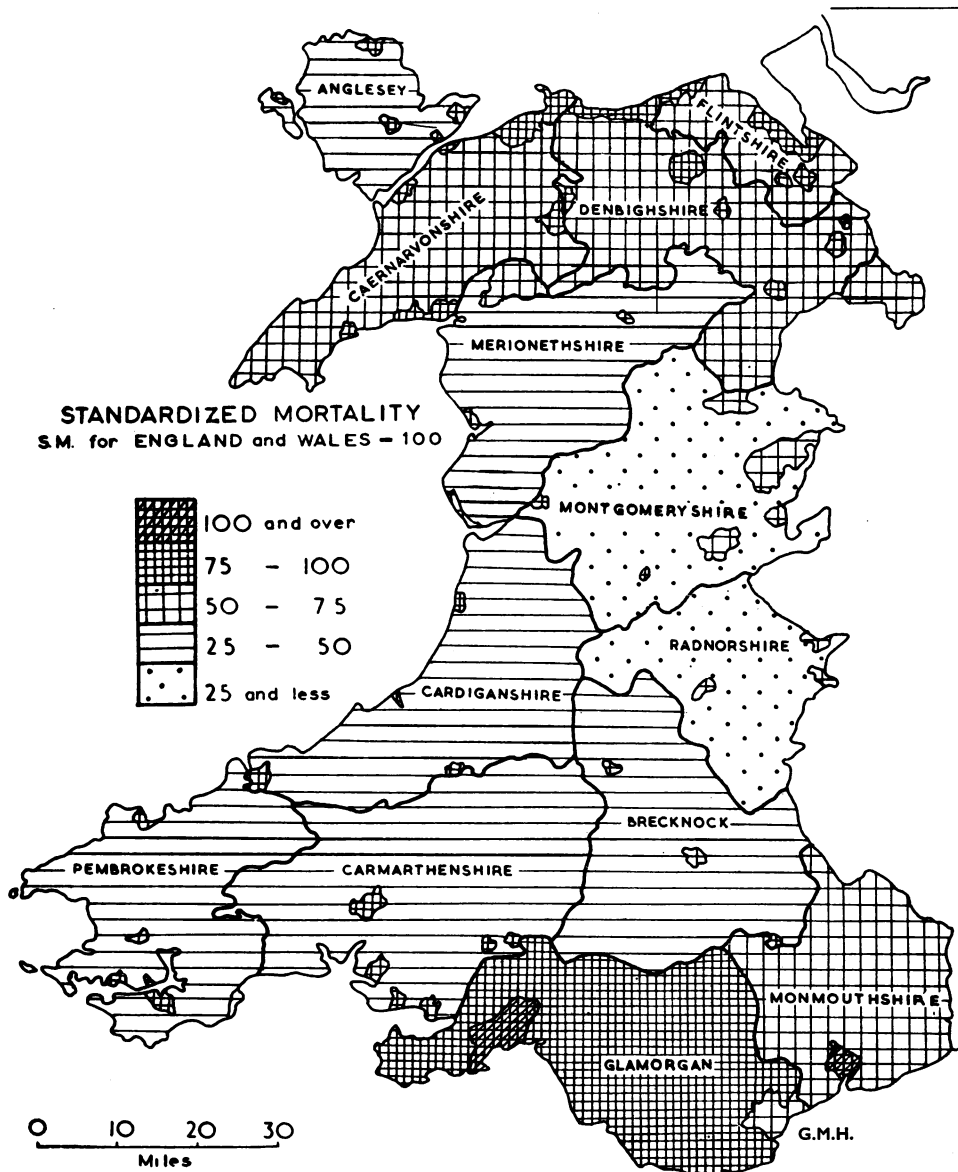 ANGLESEY
FLINTSHIRE
DENBIGHSHIRE
CAERNARVONSHIRE
MERIONETHSHIRE
STANDARDIZED MORTALITY
S.M. for ENGLAND and WALES = 100
100 and over
75 - 100
50 - 75
25 - 50
25 and less
MONTGOMERYSHIRE
RADNORSHIRE
CARDIGANSHIRE
BRECKNOCK
PEMBROKESHIRE
CARMARTHENSHIRE
MONMOUTHSHIRE
GLAMORGAN
G.M.H.
0 10 20 30
Miles